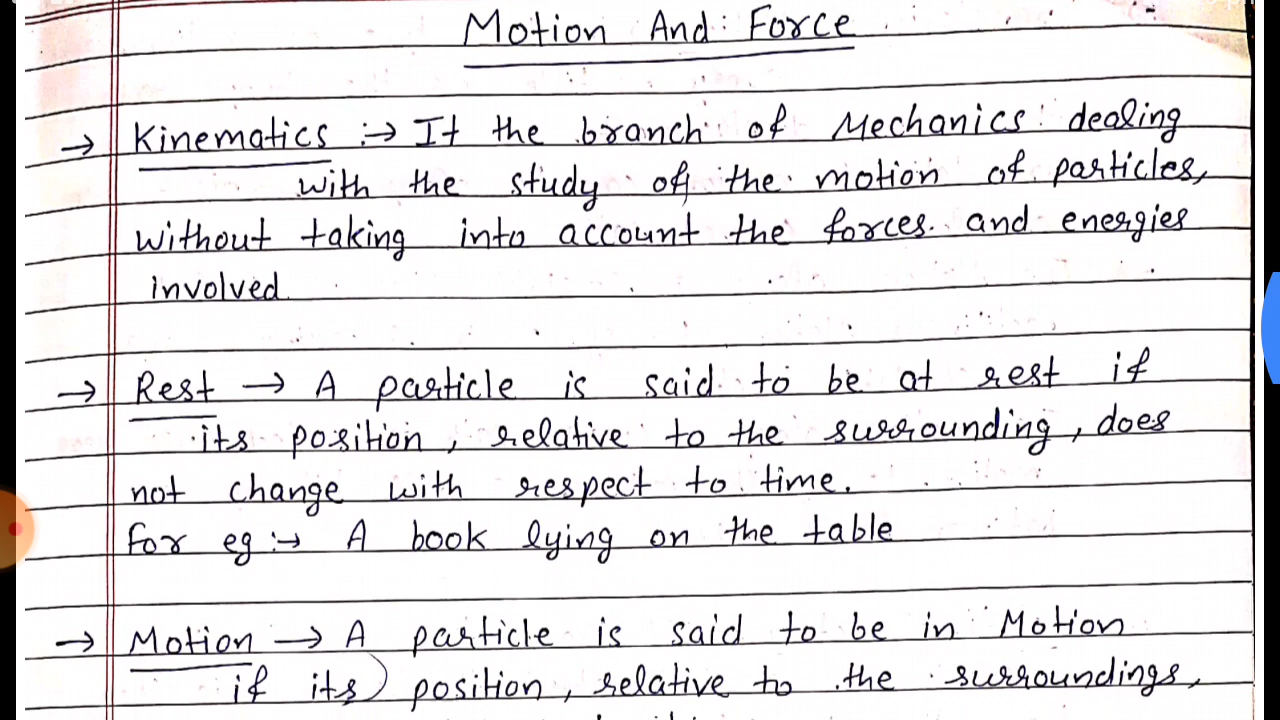 Motion And Force
→ Kinematics :→ It the branch of Mechanics dealing
with the study of the motion of particles,
without taking into account the forces and energies
involved
→ Rest → A particle is said to be at rest if
its position, relative to the surrounding, does
not change with respect to time.
for eg :→ A book lying on the table
→ Motion → A particle is said to be in Motion
if its position, relative to the surroundings,